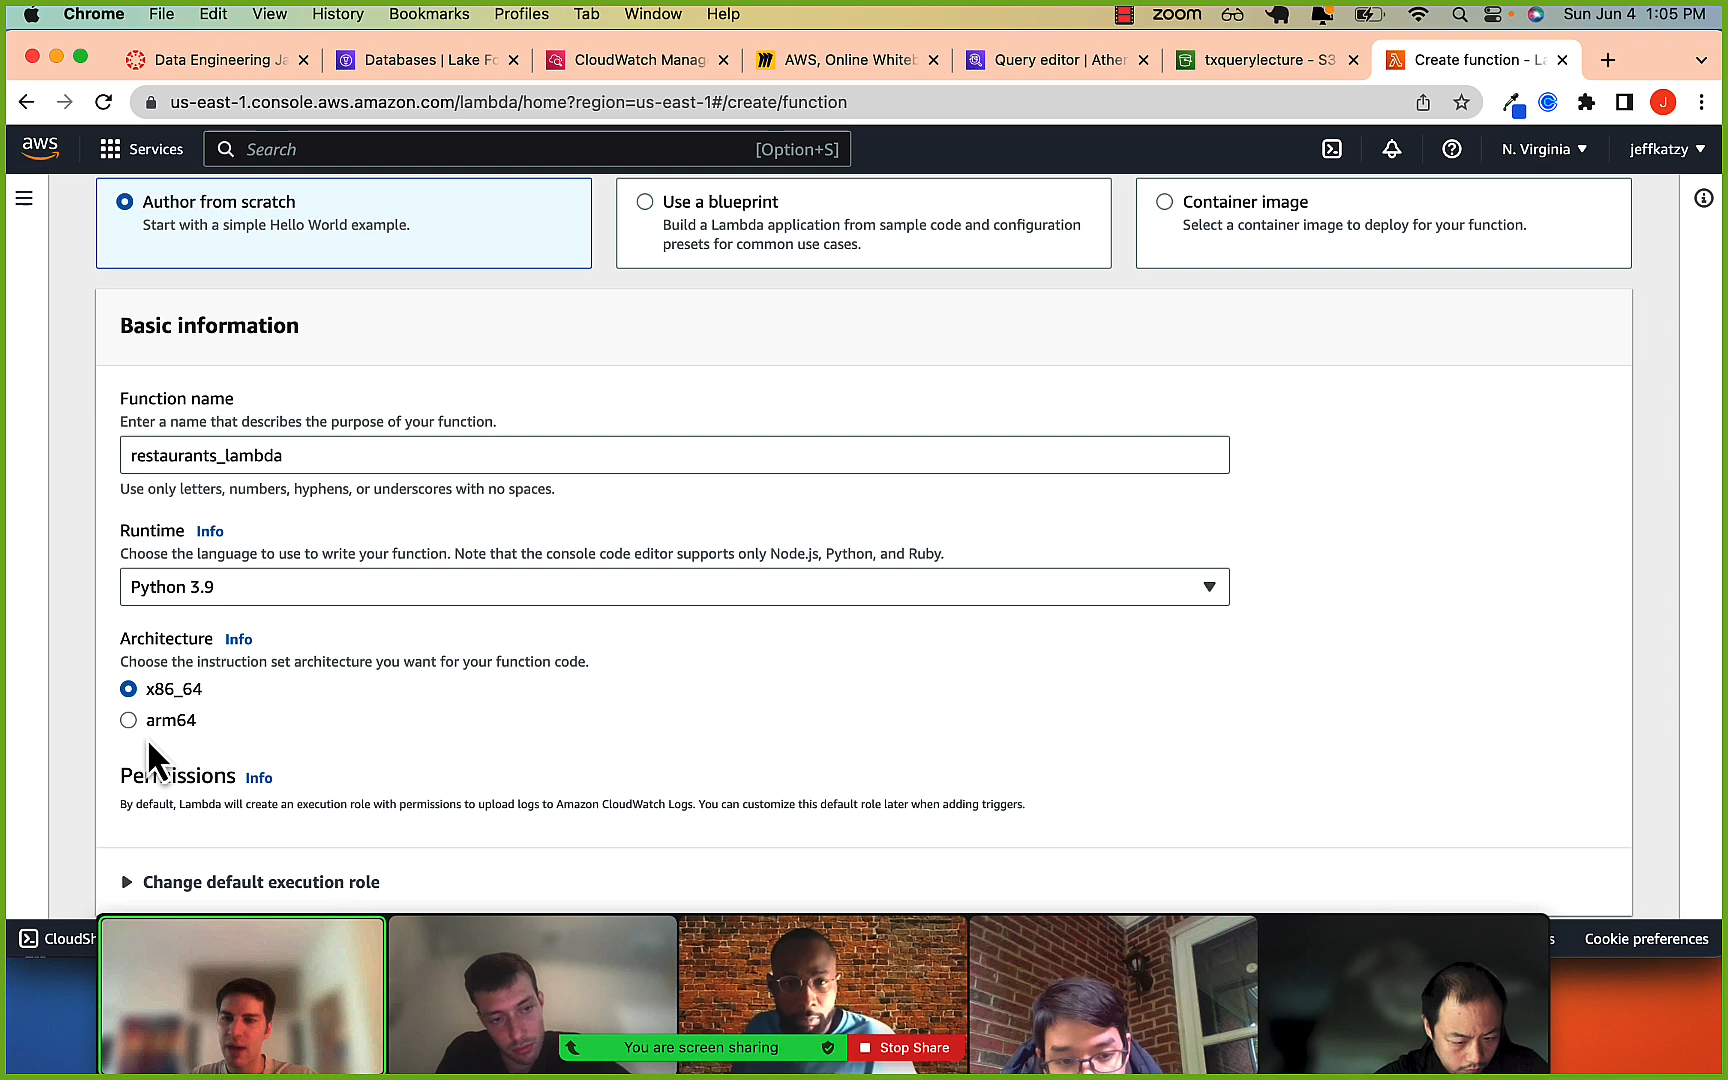 Chrome File Edit View History Bookmarks Profiles Tab Window Help zoom Sun Jun 4 1:05 PM
Data Engineering Ja Databases | Lake Fo CloudWatch Manag AWS, Online Whiteb Query editor | Ather txquerylecture - S3 Create function - La
us-east-1.console.aws.amazon.com/lambda/home?region=us-east-1#/create/function J
aws Services Search [Option+S] N. Virginia jeffkatzy
Author from scratch
Start with a simple Hello World example.
Use a blueprint
Build a Lambda application from sample code and configuration
presets for common use cases.
Container image
Select a container image to deploy for your function.
Basic information
Function name
Enter a name that describes the purpose of your function.
restaurants_lambda
Use only letters, numbers, hyphens, or underscores with no spaces.
Runtime Info
Choose the language to use to write your function. Note that the console code editor supports only Node.js, Python, and Ruby.
Python 3.9
Architecture Info
Choose the instruction set architecture you want for your function code.
x86_64
arm64
Permissions Info
By default, Lambda will create an execution role with permissions to upload logs to Amazon CloudWatch Logs. You can customize this default role later when adding triggers.
Change default execution role
CloudSh s Cookie preferences
You are screen sharing Stop Share